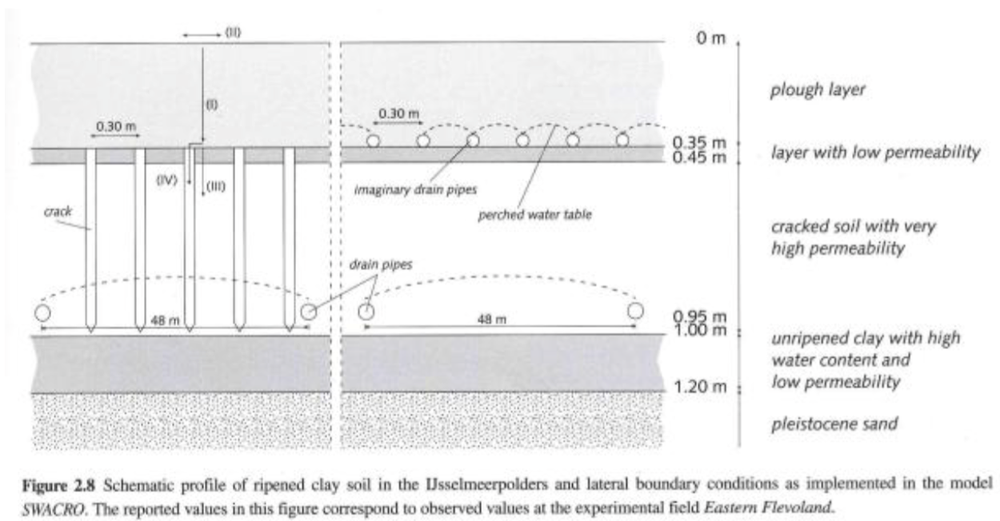 (II)
0 m
(I)
plough layer
0.30 m
0.30 m
0.35 m
0.45 m
layer with low permeability
(IV)
(III)
imaginary drain pipes
perched water table
crack
cracked soil with very
high permeability
drain pipes
48 m
48 m
0.95 m
1.00 m
unripened clay with high
water content and
low permeability
1.20 m
pleistocene sand
Figure 2.8 Schematic profile of ripened clay soil in the IJsselmeerpolders and lateral boundary conditions as implemented in the model
SWACRO. The reported values in this figure correspond to observed values at the experimental field Eastern Flevoland.